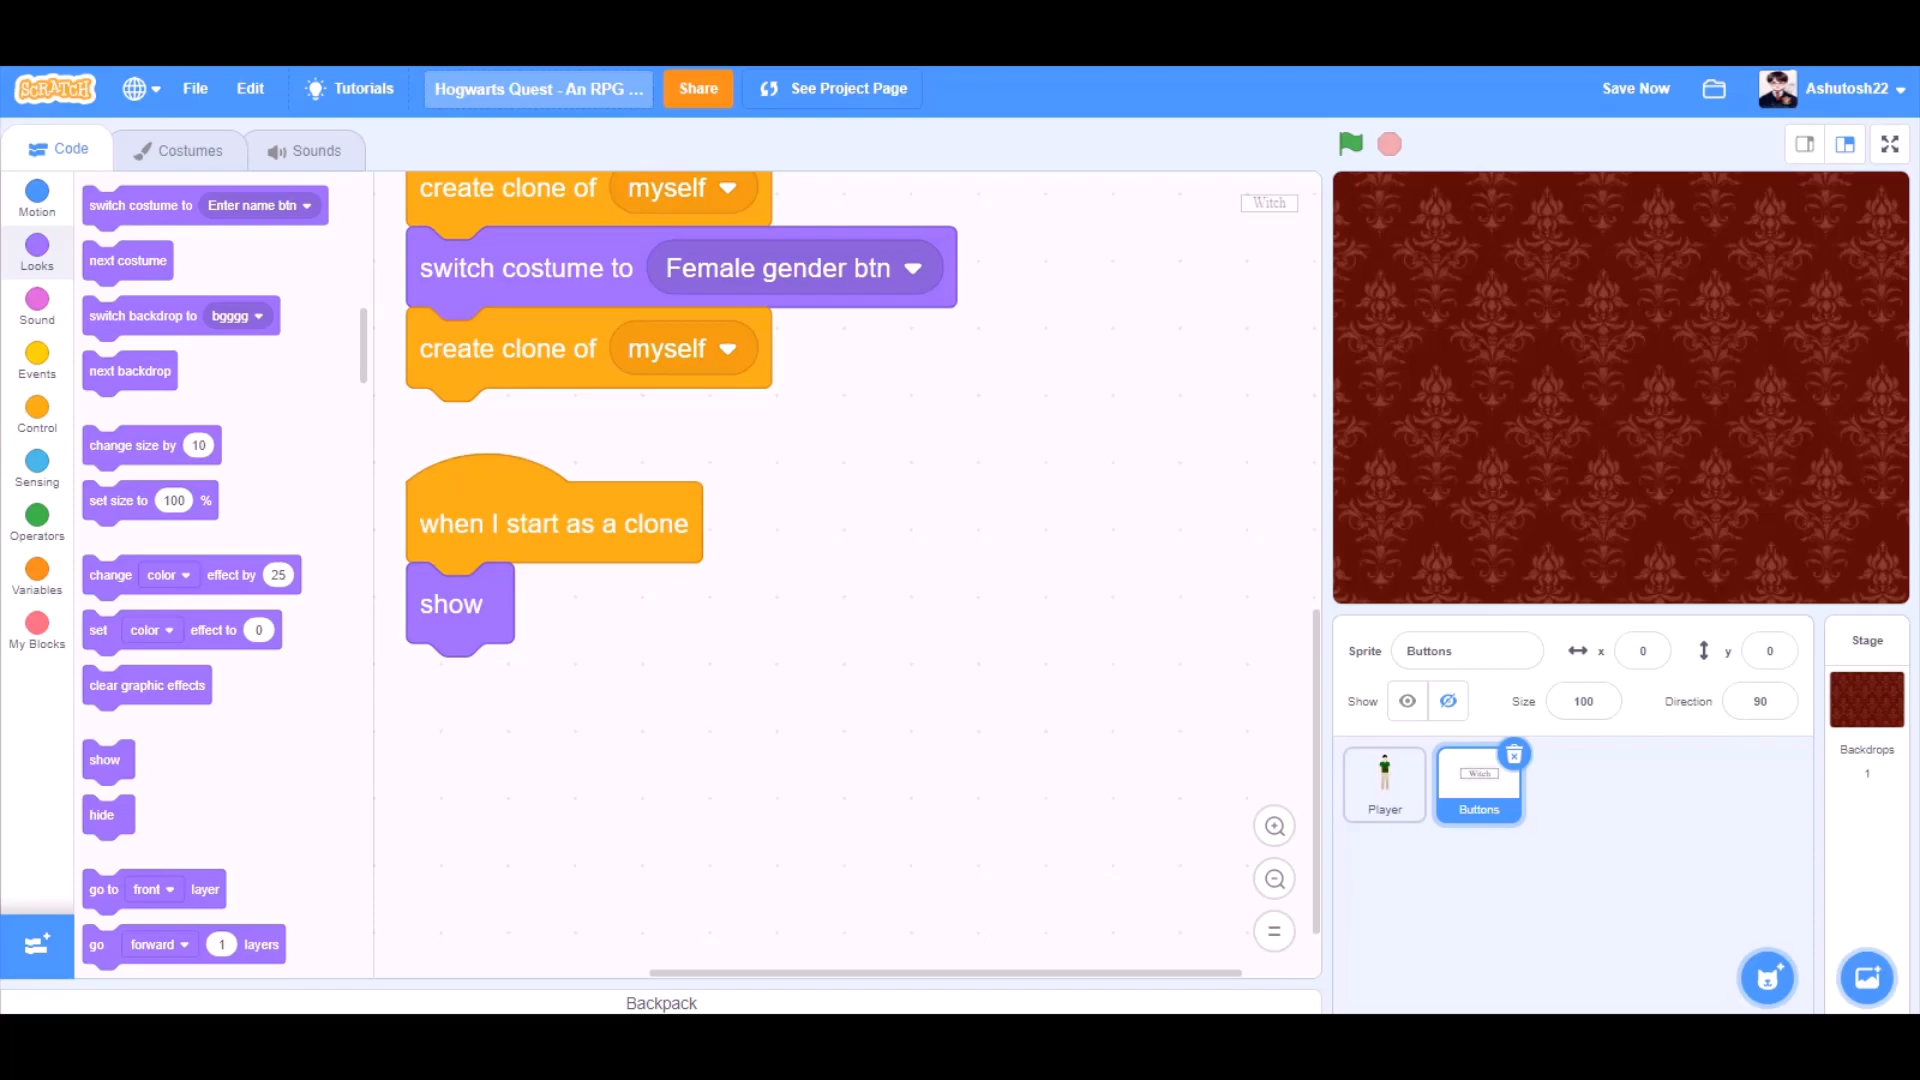 SCRATCH File Edit Tutorials Hogwarts Quest - An RPG ... Share See Project Page Save Now Ashutosh22
Code Costumes Sounds
Motion
Looks
Sound
Events
Control
Sensing
Operators
Variables
My Blocks
switch costume to Enter name btn
next costume
switch backdrop to bgggg
next backdrop
change size by 10
set size to 100 %
change color effect by 25
set color effect to 0
clear graphic effects
show
hide
go to front layer
go forward 1 layers
create clone of myself
switch costume to Female gender btn
create clone of myself
when I start as a clone
show
Witch
Backpack
Sprite Buttons x 0 y 0
Show Size 100 Direction 90
Player
Witch
Buttons
Stage
Backdrops
1